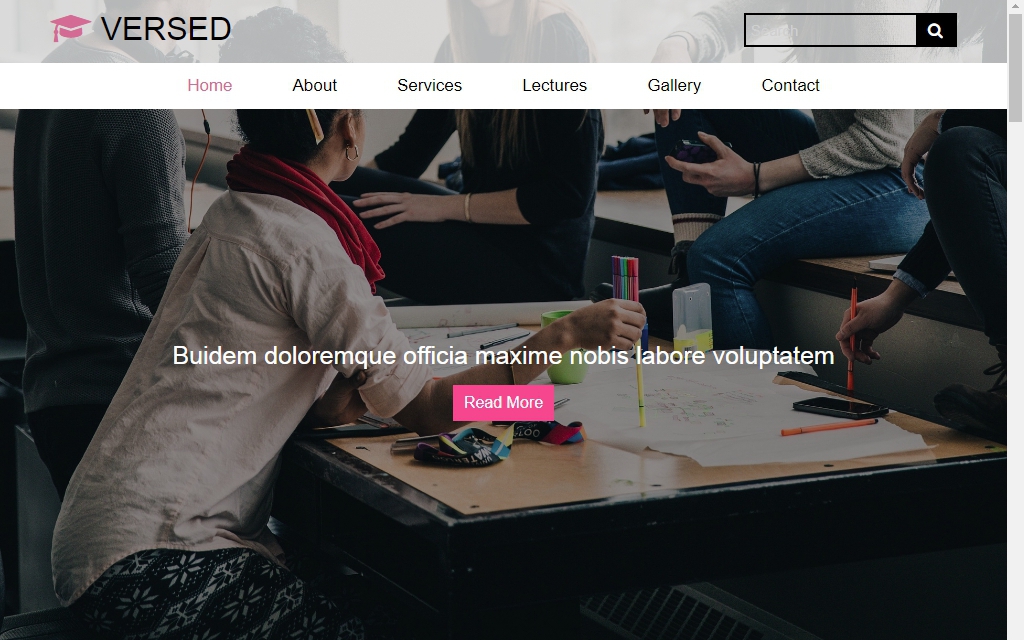 VERSED
Search
Home About Services Lectures Gallery Contact
Buidem doloremque officia maxime nobis labore voluptatem
Read More